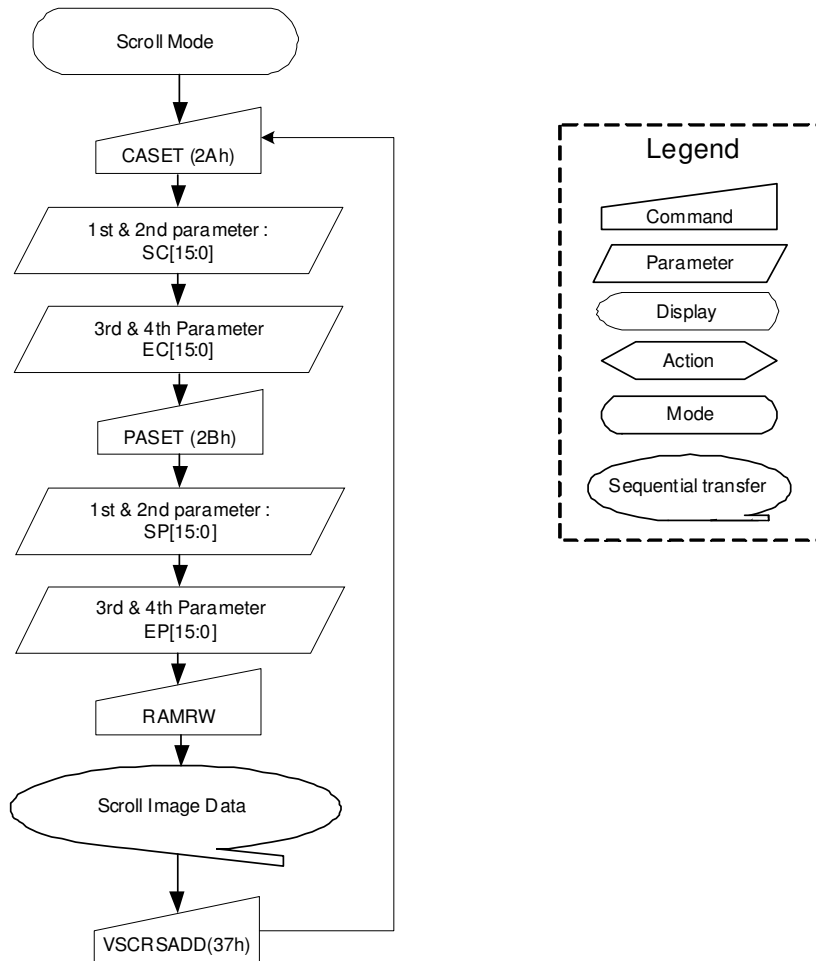 Scroll Mode
CASET (2Ah)
1st & 2nd parameter :
SC[15:0]
3rd & 4th Parameter
EC[15:0]
PASET (2Bh)
1st & 2nd parameter :
SP[15:0]
3rd & 4th Parameter
EP[15:0]
RAMRW
Scroll Image Data
VSCRSADD(37h)
Legend
Command
Parameter
Display
Action
Mode
Sequential transfer